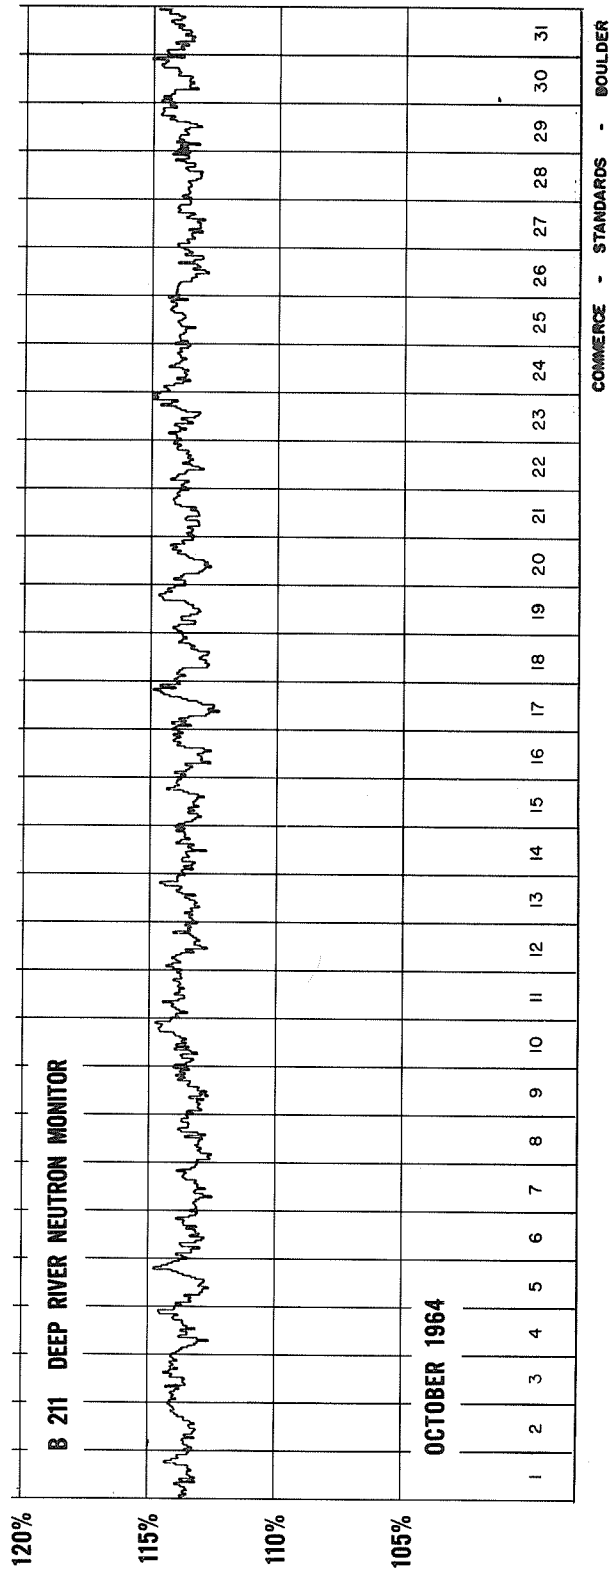 B 211 DEEP RIVER NEUTRON MONITOR
120%
115%
110%
105%
OCTOBER 1964
1 2 3 4 5 6 7 8 9 10 11 12 13 14 15 16 17 18 19 20 21 22 23 24 25 26 27 28 29 30 31
COMMERCE - STANDARDS - BOULDER